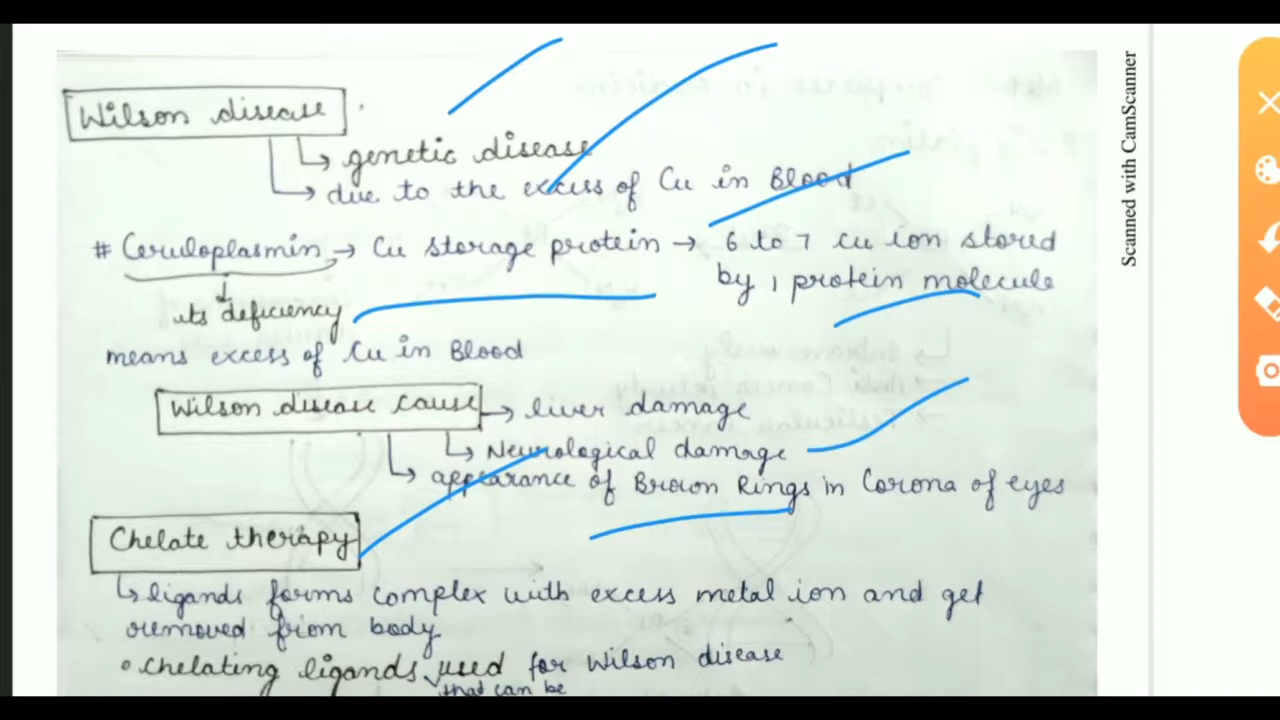 Wilson disease
↳ genetic disease
↳ due to the excess of Cu in Blood
# Ceruloplasmin → Cu storage protein → 6 to 7 cu ion stored
by 1 protein molecule
its deficiency
means excess of Cu in Blood
Wilson disease cause → liver damage
↳ Neurological damage
↳ appearance of Brown Rings in Corona of eyes
Chelate therapy
↳ ligands forms complex with excess metal ion and get
removed from body
• chelating ligands used for Wilson disease
that can be
Scanned with CamScanner